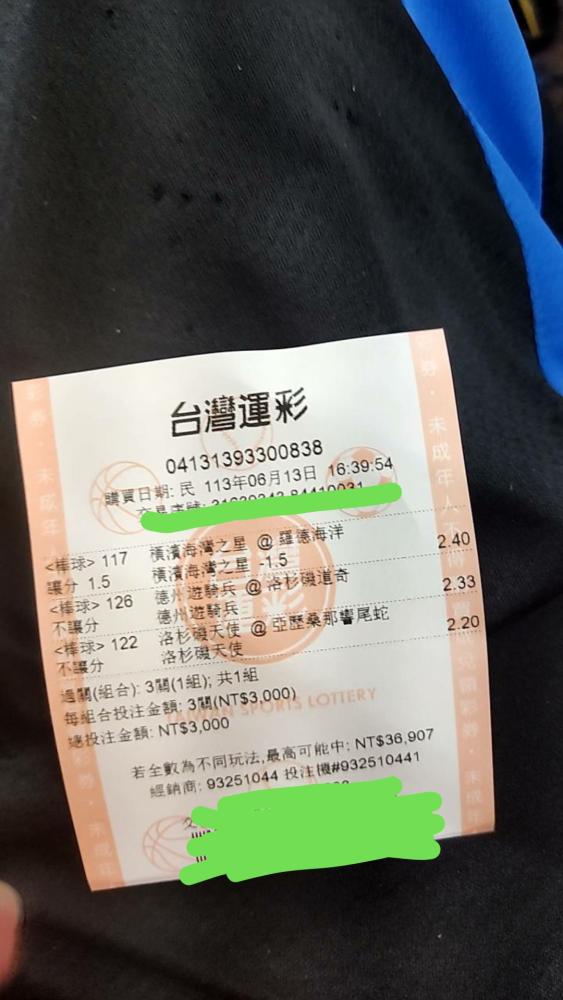 台灣運彩
04131393300838
購買日期: 民 113年06月13日 16:39:54
<棒球> 117 橫濱海灣之星 @ 羅德海洋
讓分 1.5 橫濱海灣之星 -1.5 2.40
<棒球> 126 德州遊騎兵 @ 洛杉磯道奇
不讓分 德州遊騎兵 2.33
<棒球> 122 洛杉磯天使 @ 亞歷桑那響尾蛇
不讓分 洛杉磯天使 2.20
過關(組合): 3關(1組); 共1組
每組合投注金額: 3關(NT$3,000)
總投注金額: NT$3,000
TAIWAN SPORTS LOTTERY
若全數為不同玩法,最高可能中: NT$36,907
經銷商: 93251044 投注機#932510441